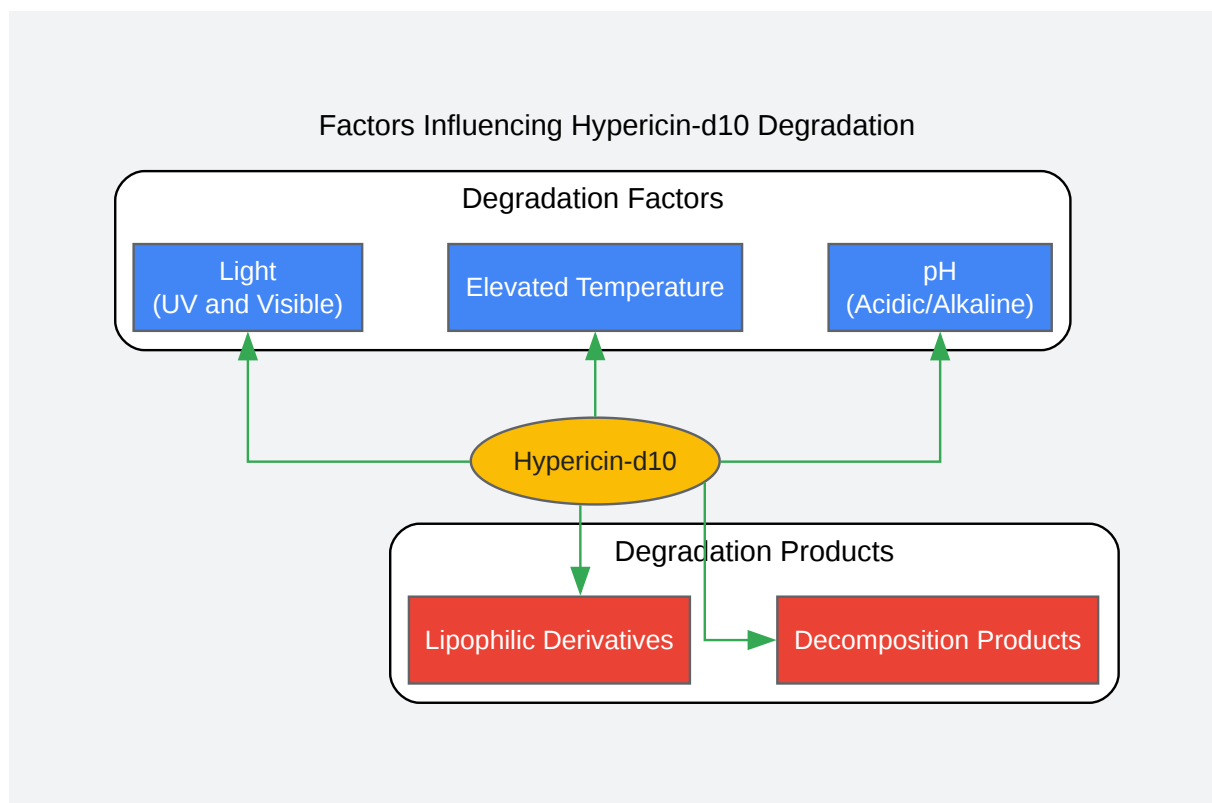 Factors Influencing Hypericin-d10 Degradation
Degradation Factors
Light
(UV and Visible)
Elevated Temperature
pH
(Acidic/Alkaline)
Hypericin-d10
Degradation Products
Lipophilic Derivatives
Decomposition Products